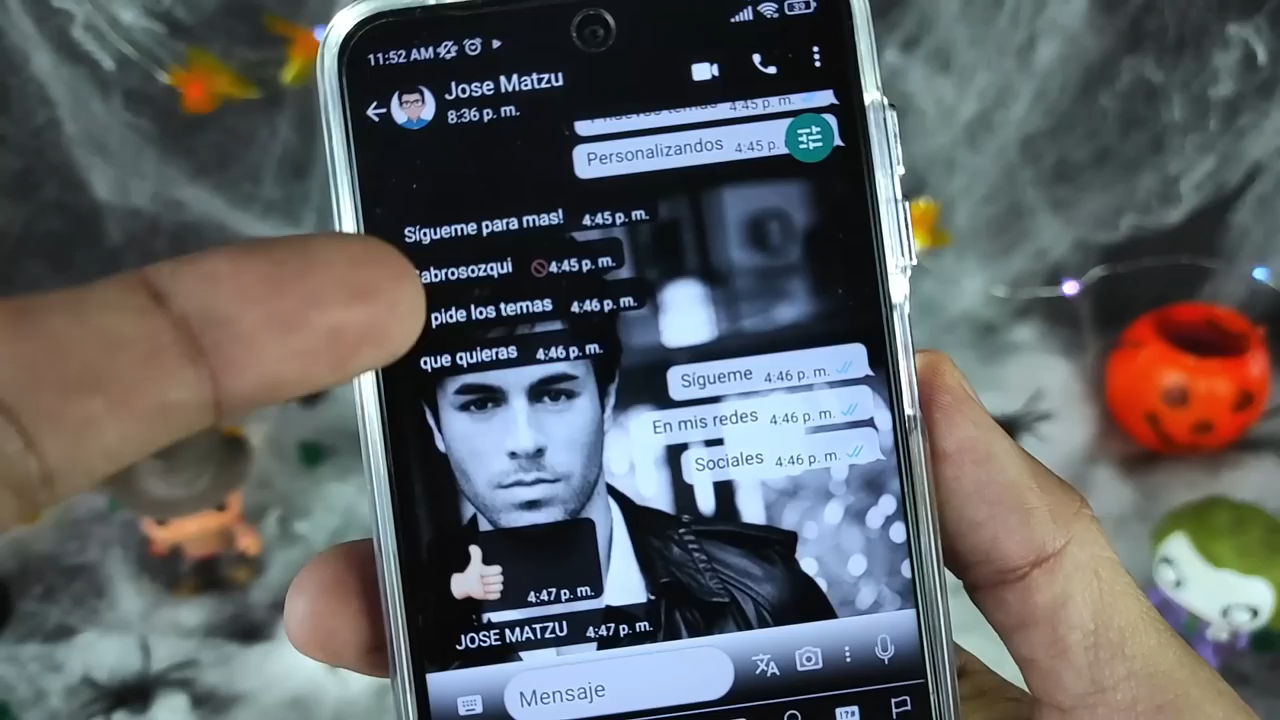 11:52 AM
39
Jose Matzu
8:36 p. m.
4:45 p. m.
Personalizandos 4:45 p.
Sígueme para mas! 4:45 p. m.
abrosozqui 4:45 p. m.
pide los temas 4:46 p. m.
que quieras 4:46 p. m.
Sígueme 4:46 p. m.
En mis redes 4:46 p. m.
Sociales 4:46 p. m.
4:47 p. m.
JOSE MATZU 4:47 p. m.
Mensaje
!?#